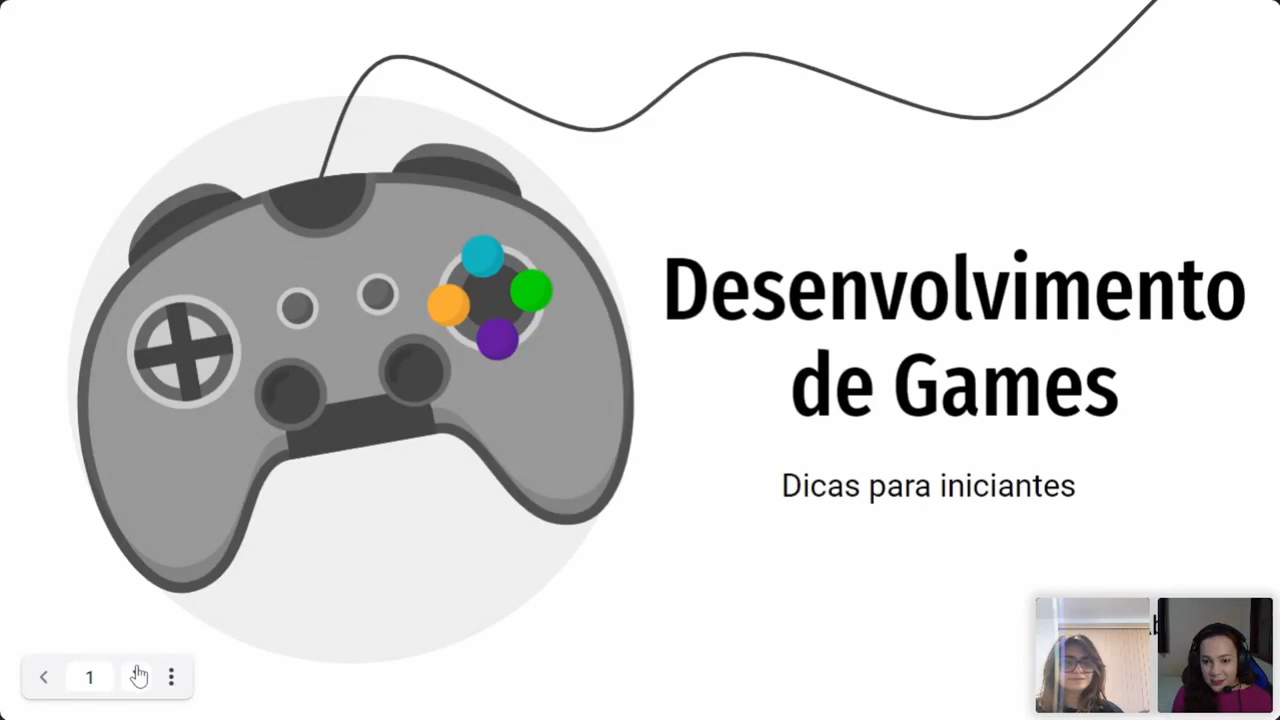 Desenvolvimento
de Games
Dicas para iniciantes
1